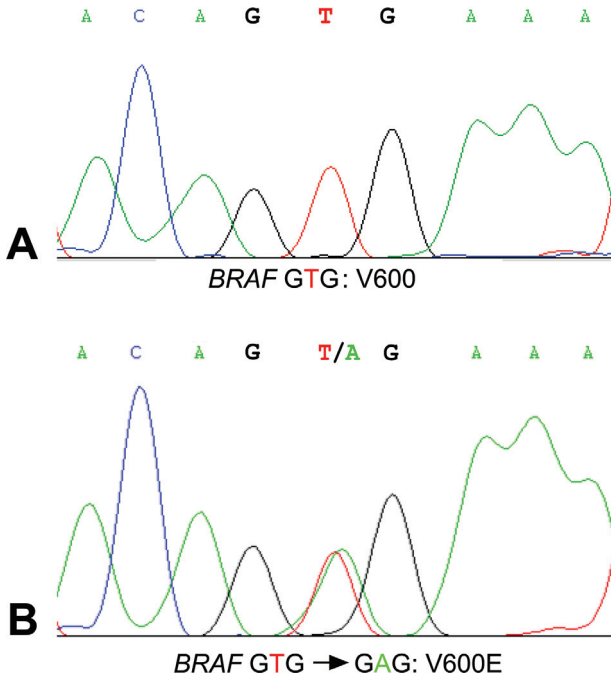 A C A G T G A A A
A
BRAF GTG: V600
A C A G T/A G A A A
B
BRAF GTG → GAG: V600E